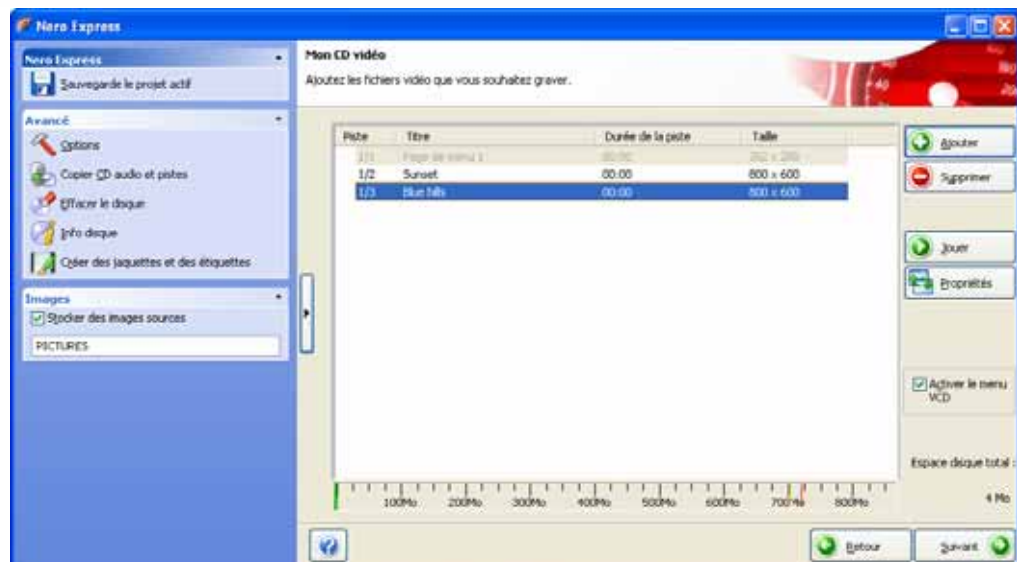 Nero Express
Nero Express
Sauvegarde le projet actif
Avancé
Options
Copier CD audio et pistes
Effacer le disque
Info disque
Créer des jaquettes et des étiquettes
Images
Stocker des images sources
PICTURES
Mon CD vidéo
Ajoutez les fichiers vidéo que vous souhaitez graver.
Piste Titre Durée de la piste Taille
1/1 Page de menu 1 00:00
1/2 Sunset 00:00 800 x 600
1/3 Blue hills 00:00 800 x 600
100Mo 200Mo 300Mo 400Mo 500Mo 600Mo 700Mo 800Mo
Ajouter
Supprimer
Jouer
Propriétés
Activer le menu
VCD
Espace disque total :
4 Mo
Retour
Suivant